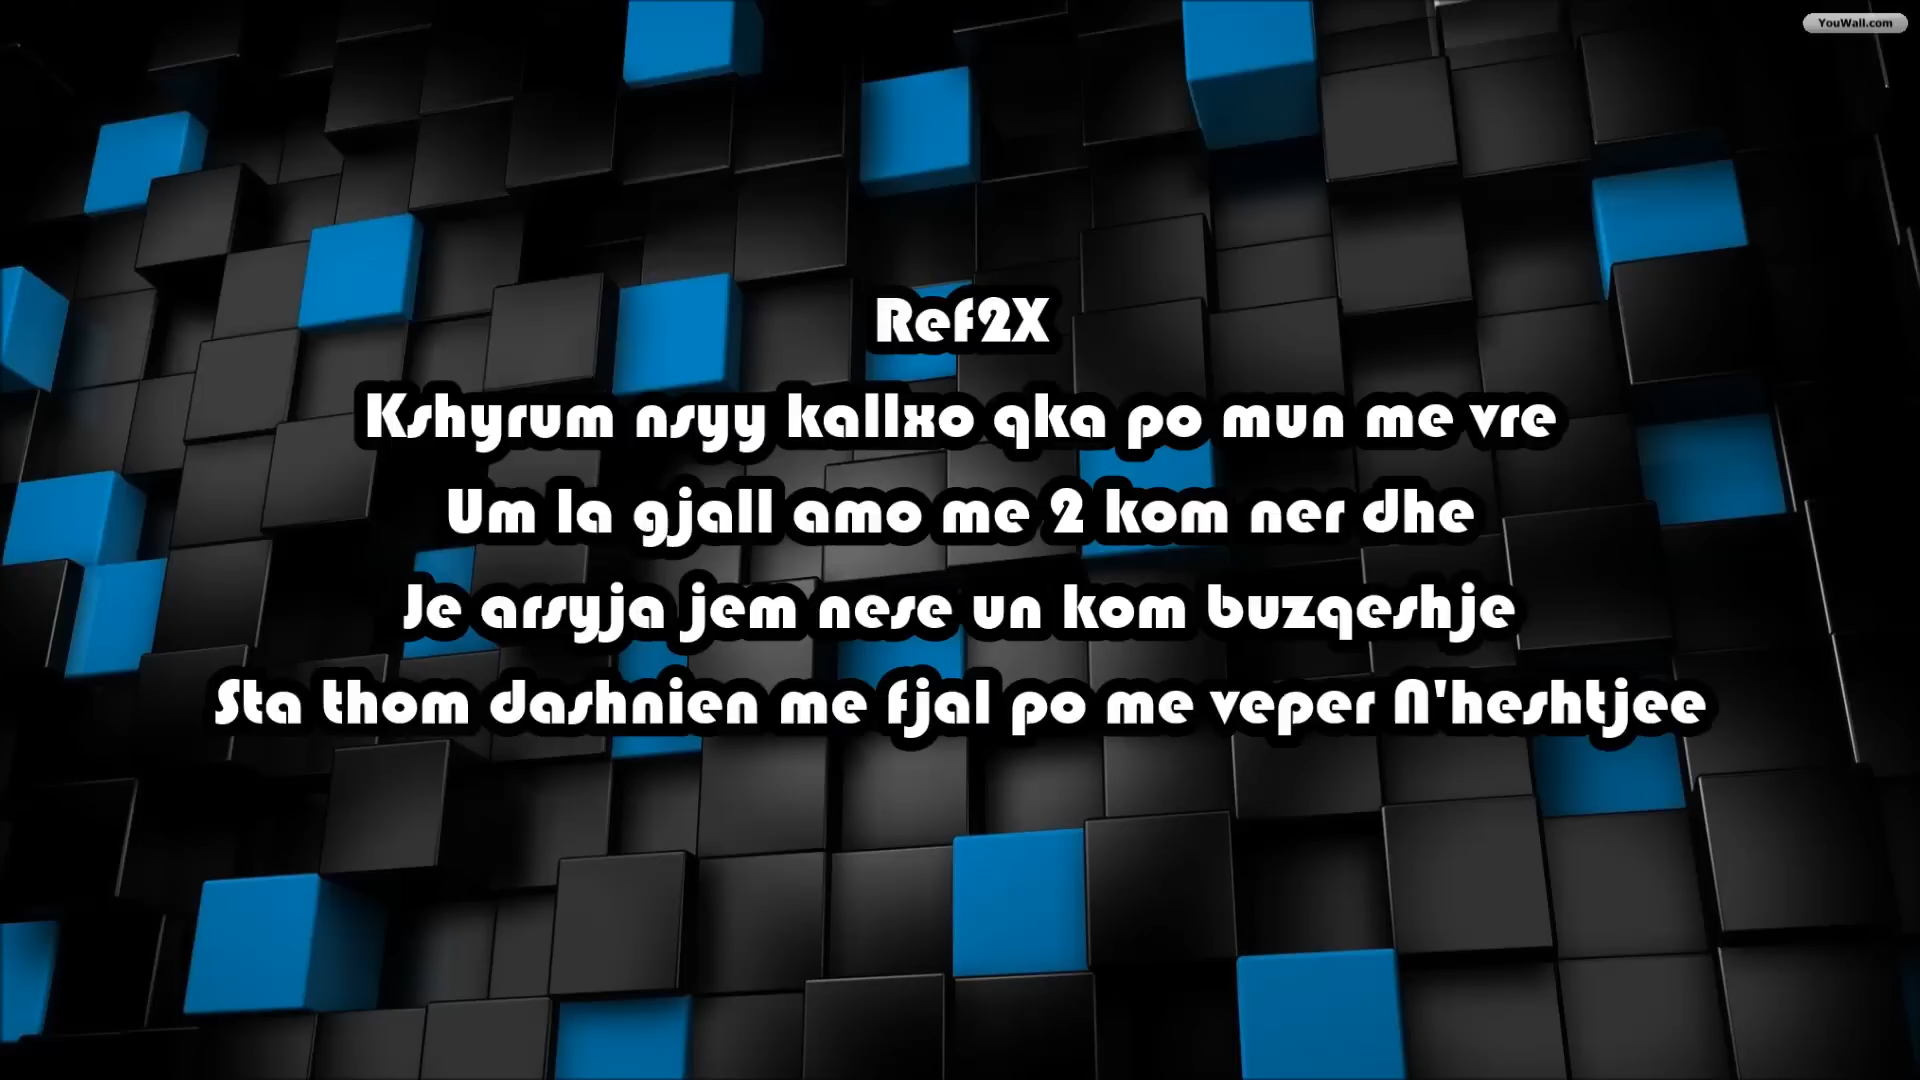 YouWall.com
Ref2X
Kshyrum nsyy kallxo qka po mun me vre
Um la gjall amo me 2 kom ner dhe
Je arsyja jem nese un kom buzqeshje
Sta thom dashnien me fjal po me veper N'heshtjee